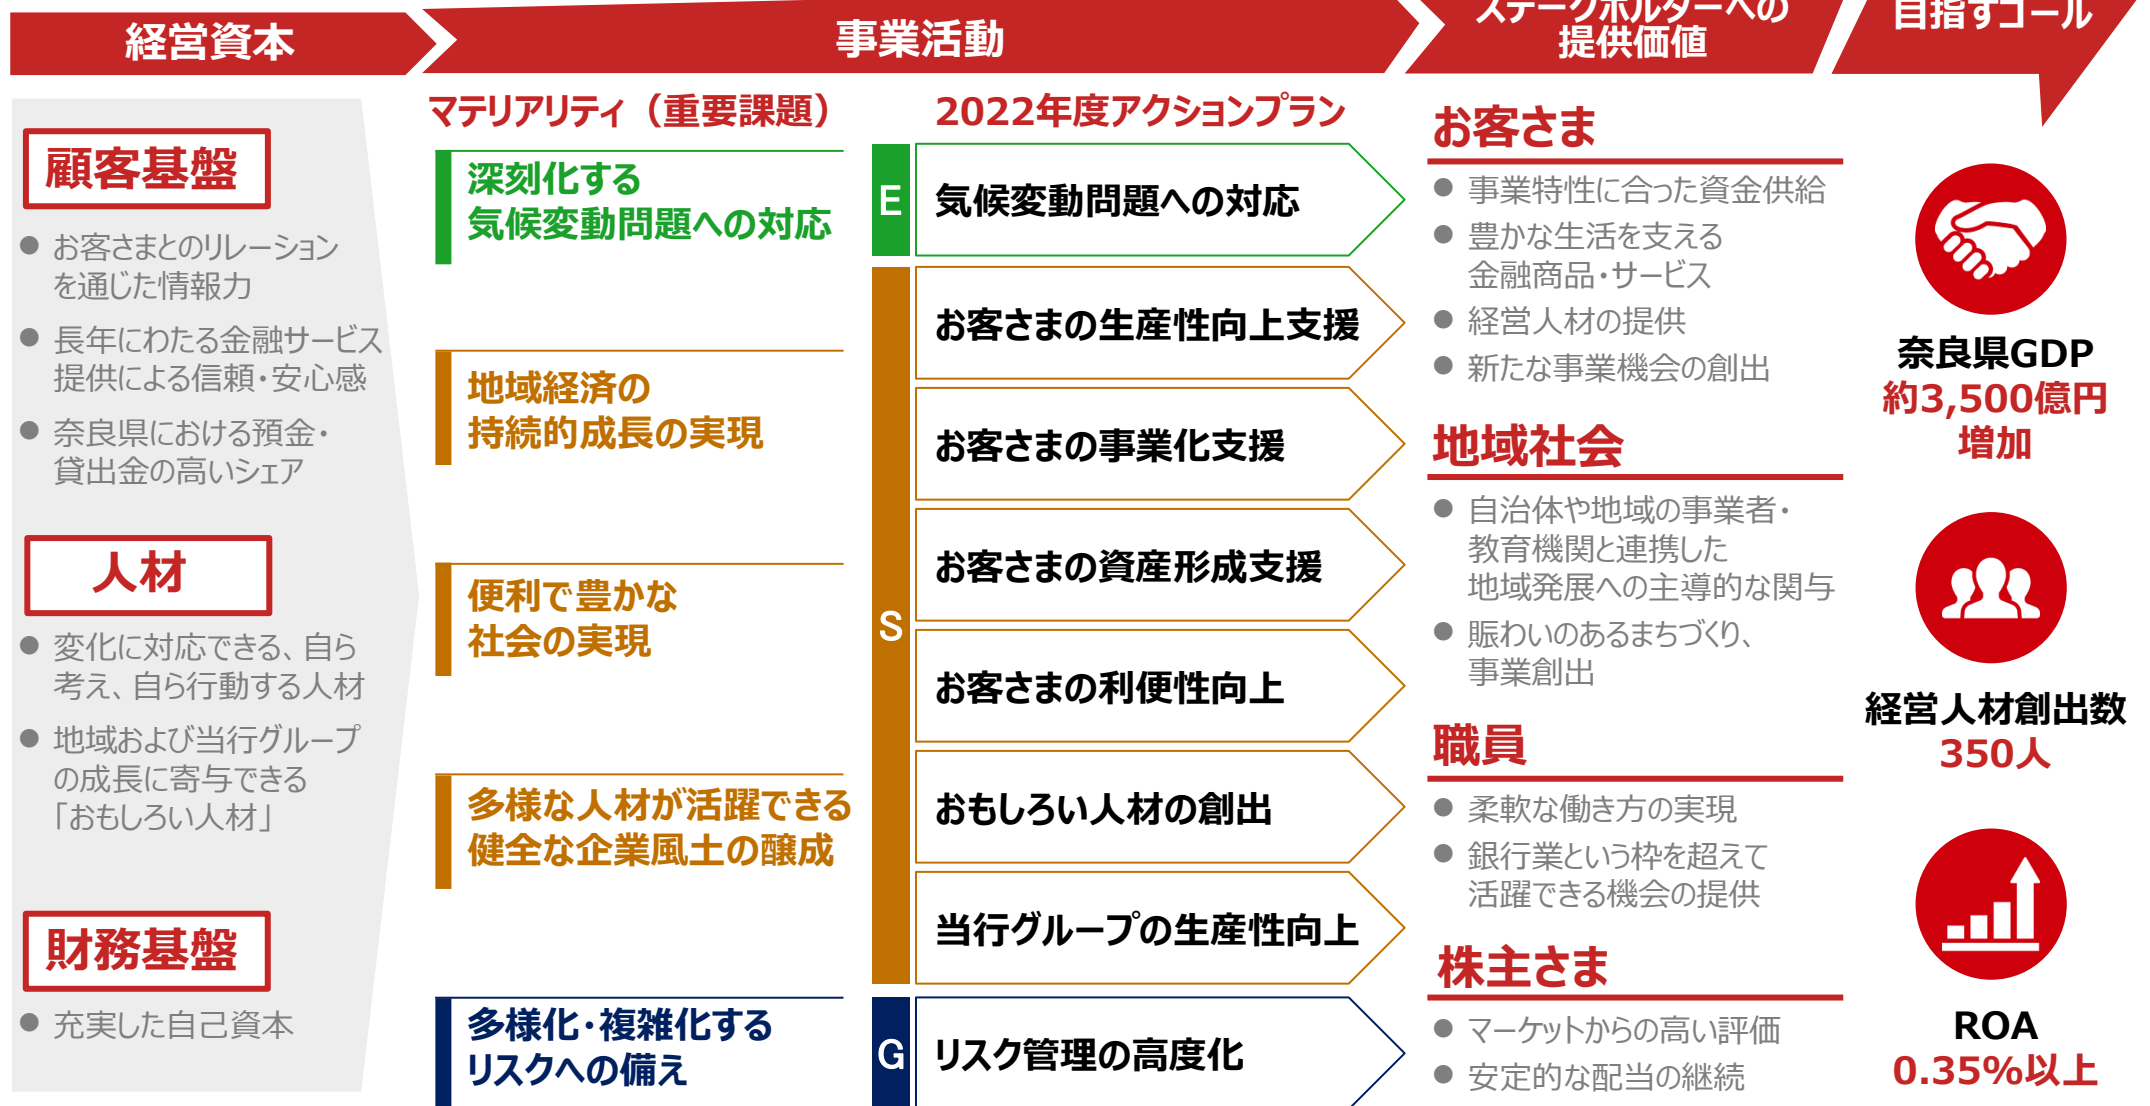 経営資本
事業活動
ステークホルダーへの
提供価値
目指すゴール
顧客基盤
● お客さまとのリレーション
を通じた情報力
● 長年にわたる金融サービス
提供による信頼・安心感
● 奈良県における預金・
貸出金の高いシェア
人材
● 変化に対応できる、自ら
考え、自ら行動する人材
● 地域および当行グループ
の成長に寄与できる
「おもしろい人材」
財務基盤
● 充実した自己資本
マテリアリティ（重要課題）
深刻化する
気候変動問題への対応
地域経済の
持続的成長の実現
便利で豊かな
社会の実現
多様な人材が活躍できる
健全な企業風土の醸成
多様化・複雑化する
リスクへの備え
2022年度アクションプラン
E
気候変動問題への対応
S
お客さまの生産性向上支援
お客さまの事業化支援
お客さまの資産形成支援
お客さまの利便性向上
おもしろい人材の創出
当行グループの生産性向上
G
リスク管理の高度化
お客さま
● 事業特性に合った資金供給
● 豊かな生活を支える
金融商品・サービス
● 経営人材の提供
● 新たな事業機会の創出
地域社会
● 自治体や地域の事業者・
教育機関と連携した
地域発展への主導的な関与
● 賑わいのあるまちづくり、
事業創出
職員
● 柔軟な働き方の実現
● 銀行業という枠を超えて
活躍できる機会の提供
株主さま
● マーケットからの高い評価
● 安定的な配当の継続
奈良県GDP
約3,500億円
増加
経営人材創出数
350人
ROA
0.35%以上